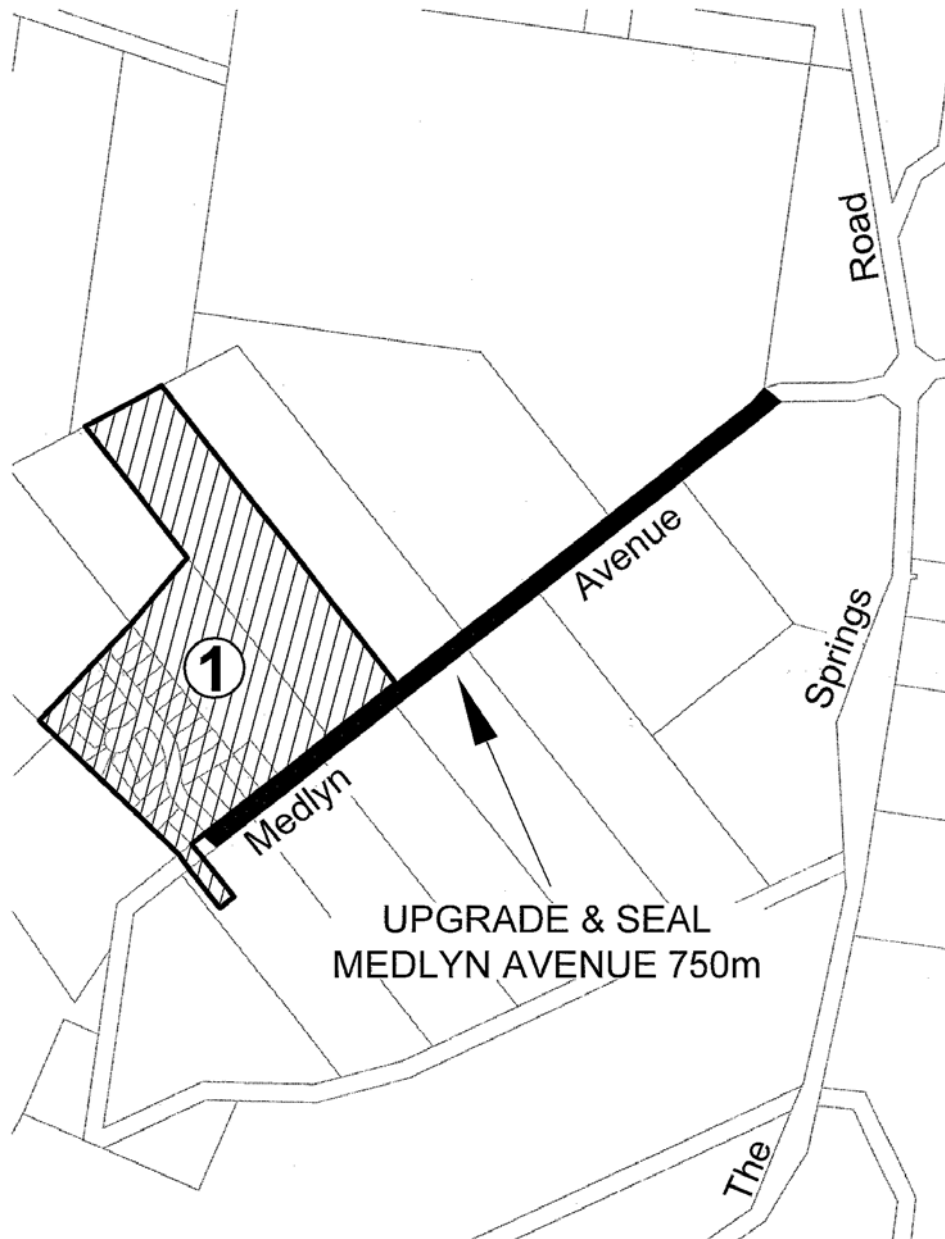 Road
Springs
The
Avenue
Medlyn
1
UPGRADE & SEAL
MEDLYN AVENUE 750m